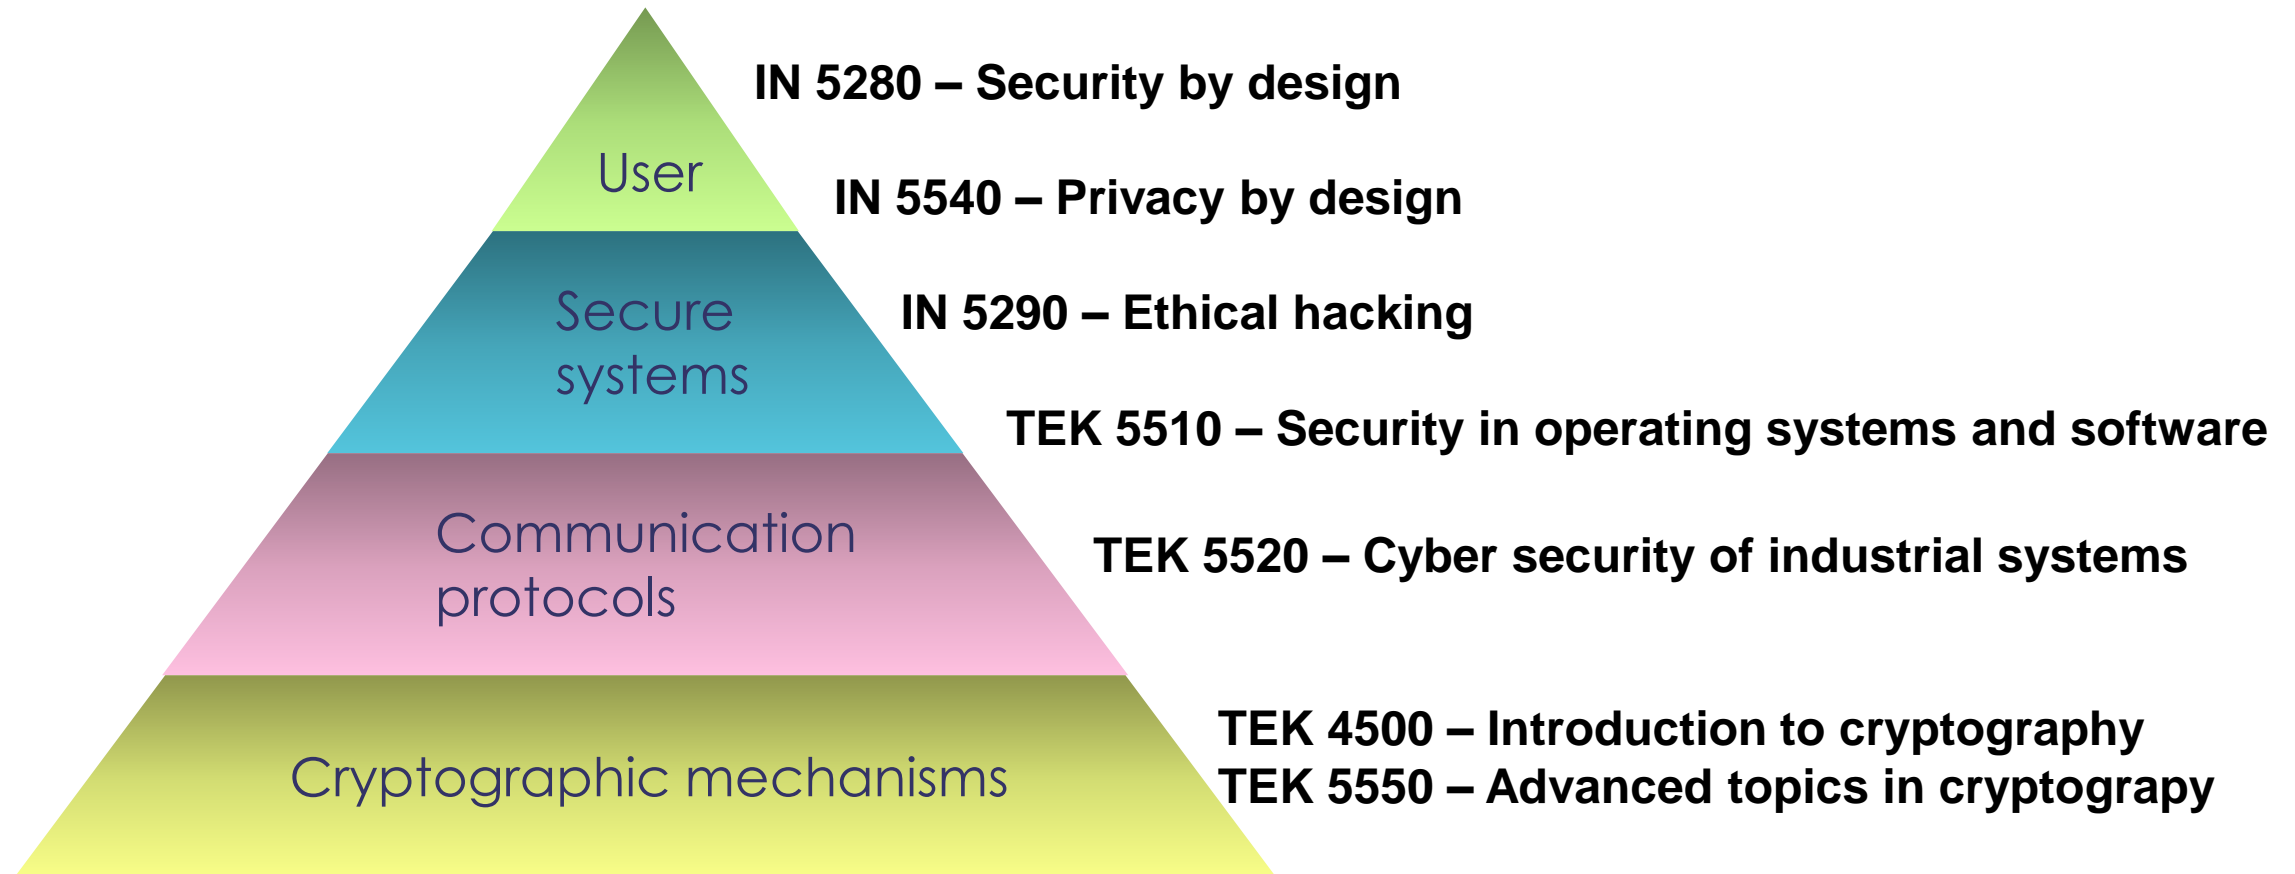 IN 5280 – Security by design
User
IN 5540 – Privacy by design
Secure
systems
IN 5290 – Ethical hacking
TEK 5510 – Security in operating systems and software
Communication
protocols
TEK 5520 – Cyber security of industrial systems
Cryptographic mechanisms
TEK 4500 – Introduction to cryptography
TEK 5550 – Advanced topics in cryptograpy